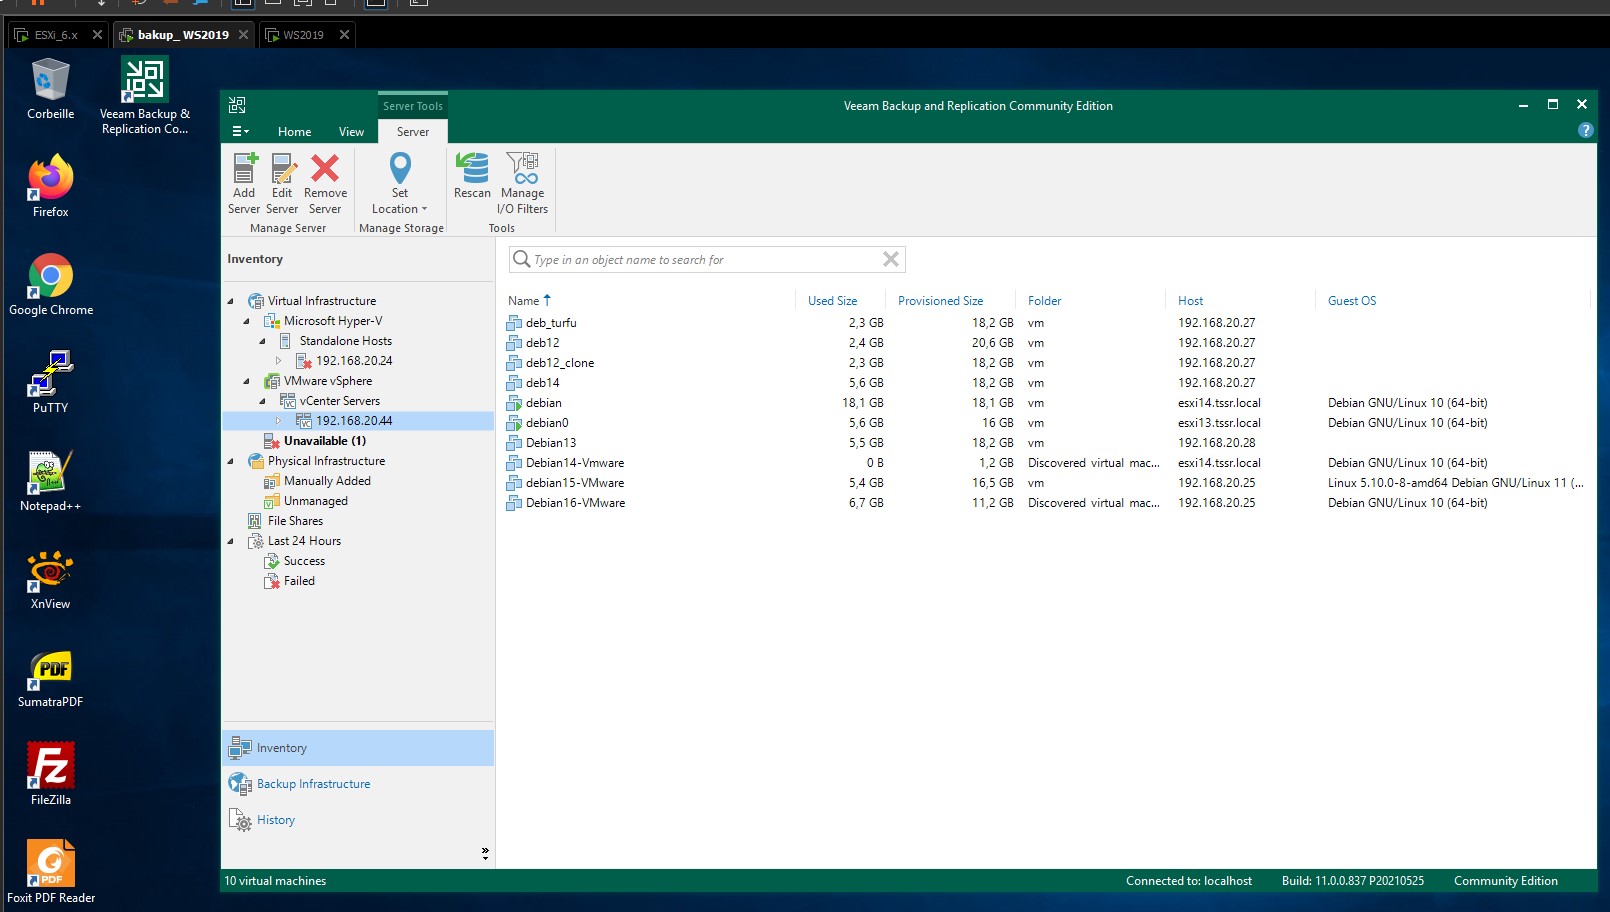 ESXi_6.x
bakup_ WS2019
WS2019
Corbeille
Veeam Backup & Replication Co...
Firefox
Google Chrome
PuTTY
Notepad++
XnView
SumatraPDF
FileZilla
Foxit PDF Reader
Server Tools
Veeam Backup and Replication Community Edition
Home View Server
Add Server
Edit Server
Remove Server
Set Location
Rescan
Manage I/O Filters
Manage Server
Manage Storage
Tools
Inventory
Type in an object name to search for
Virtual Infrastructure
Microsoft Hyper-V
Standalone Hosts
192.168.20.24
VMware vSphere
vCenter Servers
192.168.20.44
Unavailable (1)
Physical Infrastructure
Manually Added
Unmanaged
File Shares
Last 24 Hours
Success
Failed
Inventory
Backup Infrastructure
History
Name Used Size Provisioned Size Folder Host Guest OS
deb_turfu 2,3 GB 18,2 GB vm 192.168.20.27
deb12 2,4 GB 20,6 GB vm 192.168.20.27
deb12_clone 2,3 GB 18,2 GB vm 192.168.20.27
deb14 5,6 GB 18,2 GB vm 192.168.20.27
debian 18,1 GB 18,1 GB vm esxi14.tssr.local Debian GNU/Linux 10 (64-bit)
debian0 5,6 GB 16 GB vm esxi13.tssr.local Debian GNU/Linux 10 (64-bit)
Debian13 5,5 GB 18,2 GB vm 192.168.20.28
Debian14-Vmware 0 B 1,2 GB Discovered virtual mac... esxi14.tssr.local Debian GNU/Linux 10 (64-bit)
debian15-VMware 5,4 GB 16,5 GB vm 192.168.20.25 Linux 5.10.0-8-amd64 Debian GNU/Linux 11 (...
Debian16-VMware 6,7 GB 11,2 GB Discovered virtual mac... 192.168.20.25 Debian GNU/Linux 10 (64-bit)
10 virtual machines
Connected to: localhost
Build: 11.0.0.837 P20210525
Community Edition